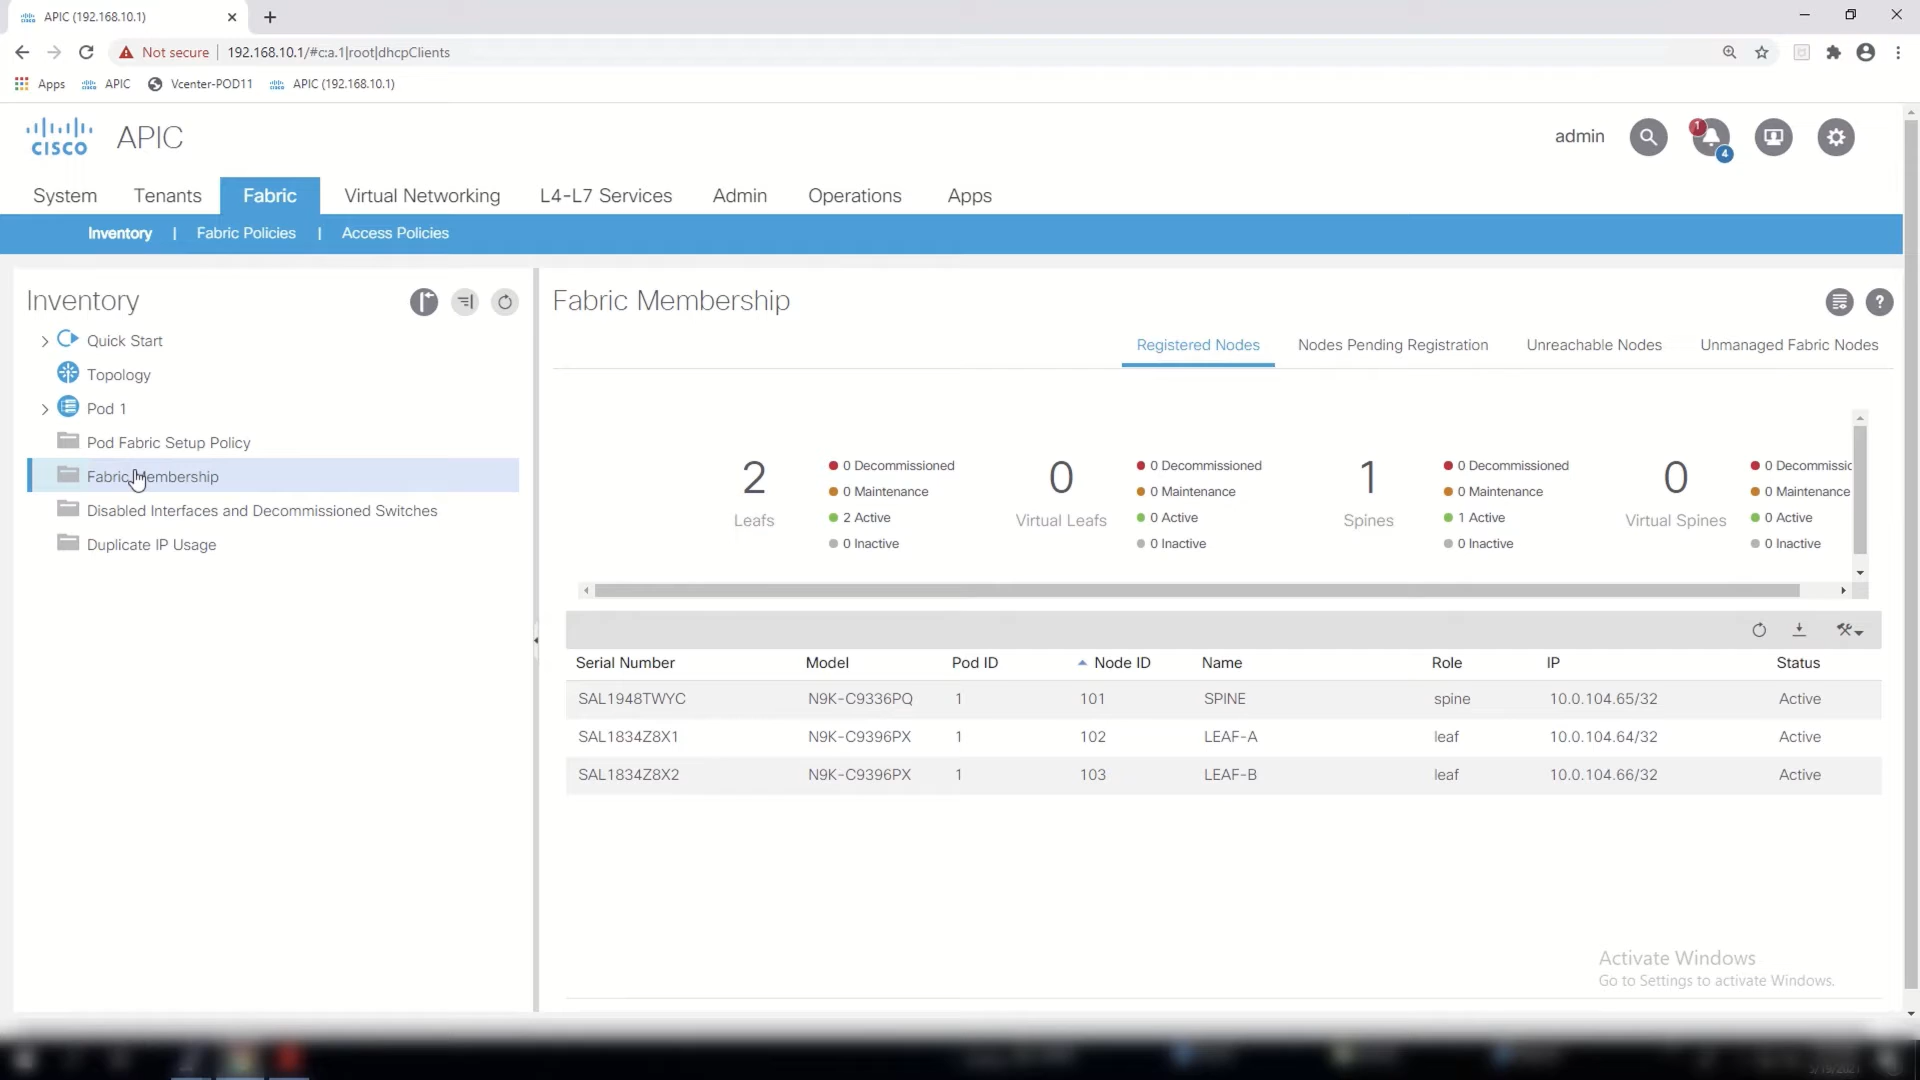 APIC (192.168.10.1)
Not secure
192.168.10.1/#c:a.1|root|dhcpClients
Apps
APIC
Vcenter-POD11
APIC (192.168.10.1)
CISCO
APIC
admin
1
4
System
Tenants
Fabric
Virtual Networking
L4-L7 Services
Admin
Operations
Apps
Inventory | Fabric Policies | Access Policies
Inventory
Quick Start
Topology
Pod 1
Pod Fabric Setup Policy
Fabric Membership
Disabled Interfaces and Decommissioned Switches
Duplicate IP Usage
Fabric Membership
Registered Nodes
Nodes Pending Registration
Unreachable Nodes
Unmanaged Fabric Nodes
2
Leafs
0 Decommissioned
0 Maintenance
2 Active
0 Inactive
0
Virtual Leafs
0 Decommissioned
0 Maintenance
0 Active
0 Inactive
1
Spines
0 Decommissioned
0 Maintenance
1 Active
0 Inactive
0
Virtual Spines
0 Decommissic
0 Maintenance
0 Active
0 Inactive
Serial Number Model Pod ID Node ID Name Role IP Status
SAL1948TWYC N9K-C9336PQ 1 101 SPINE spine 10.0.104.65/32 Active
SAL1834Z8X1 N9K-C9396PX 1 102 LEAF-A leaf 10.0.104.64/32 Active
SAL1834Z8X2 N9K-C9396PX 1 103 LEAF-B leaf 10.0.104.66/32 Active
Activate Windows
Go to Settings to activate Windows.